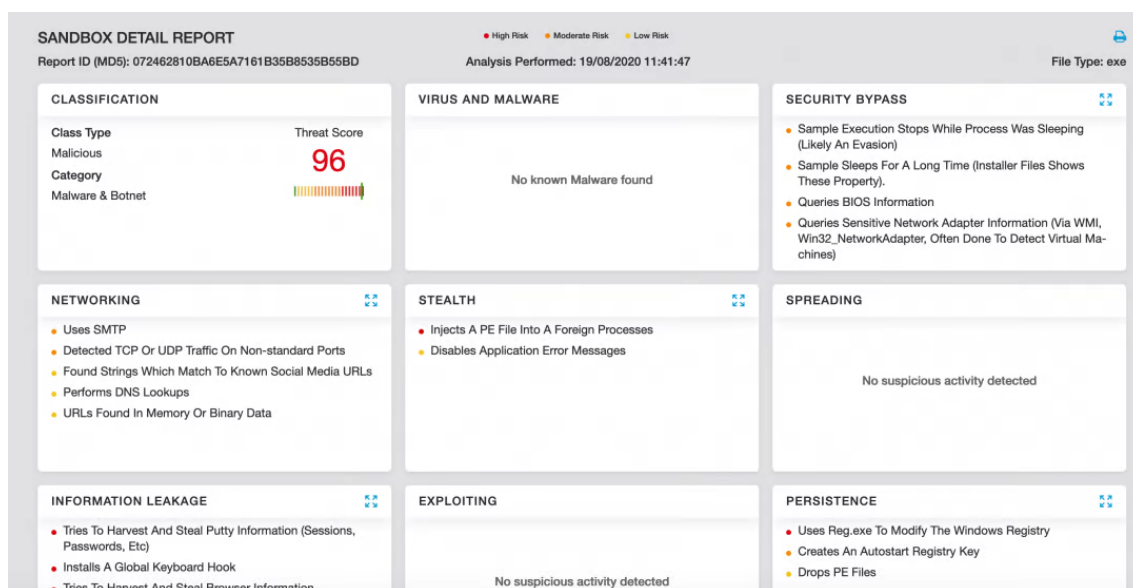 SANDBOX DETAIL REPORT
High Risk Moderate Risk Low Risk
Report ID (MD5): 072462810BA6E5A7161B35B8535B55BD
Analysis Performed: 19/08/2020 11:41:47
File Type: exe
CLASSIFICATION
Class Type
Threat Score
Malicious
96
Category
Malware & Botnet
VIRUS AND MALWARE
No known Malware found
SECURITY BYPASS
Sample Execution Stops While Process Was Sleeping
(Likely An Evasion)
Sample Sleeps For A Long Time (Installer Files Shows
These Property).
Queries BIOS Information
Queries Sensitive Network Adapter Information (Via WMI,
Win32_NetworkAdapter, Often Done To Detect Virtual Ma-
chines)
NETWORKING
Uses SMTP
Detected TCP Or UDP Traffic On Non-standard Ports
Found Strings Which Match To Known Social Media URLs
Performs DNS Lookups
URLs Found In Memory Or Binary Data
STEALTH
Injects A PE File Into A Foreign Processes
Disables Application Error Messages
SPREADING
No suspicious activity detected
INFORMATION LEAKAGE
Tries To Harvest And Steal Putty Information (Sessions,
Passwords, Etc)
Installs A Global Keyboard Hook
Tries To Harvest And Steal Browser Information
EXPLOITING
No suspicious activity detected
PERSISTENCE
Uses Reg.exe To Modify The Windows Registry
Creates An Autostart Registry Key
Drops PE Files